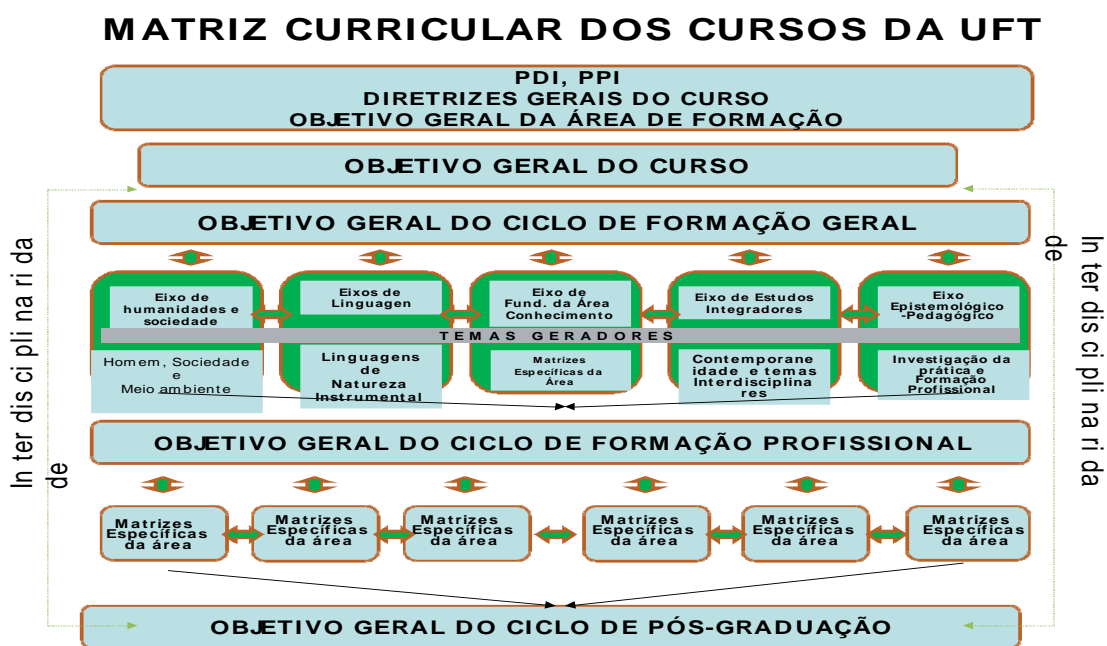 MATRIZ CURRICULAR DOS CURSOS DA UFT
PDI, PPI
DIRETRIZES GERAIS DO CURSO
OBJETIVO GERAL DA ÁREA DE FORMAÇÃO
OBJETIVO GERAL DO CURSO
OBJETIVO GERAL DO CICLO DE FORMAÇÃO GERAL
Eixo de
humanidades e
sociedade
Eixos de
Linguagen
Eixo de
Fund. da Área
Conhecimento
Eixo de Estudos
Integradores
Eixo
Epistemológico
-Pedagógico
TEMAS GERADORES
Homem, Sociedade
e
Meio ambiente
Linguagens
de
Natureza
Instrumental
Matrizes
Específicas da
Área
Contemporane
idade e temas
Interdisciplina
res
Investigação da
prática e
Formação
Profissional
OBJETIVO GERAL DO CICLO DE FORMAÇÃO PROFISSIONAL
Matrizes
Específicas
da área
Matrizes
Específicas
da área
Matrizes
Específicas
da área
Matrizes
Específicas
da área
Matrizes
Específicas
da área
Matrizes
Específicas
da área
OBJETIVO GERAL DO CICLO DE PÓS-GRADUAÇÃO
In ter dis ci pli na ri da
de
In ter dis ci pli na ri da
de